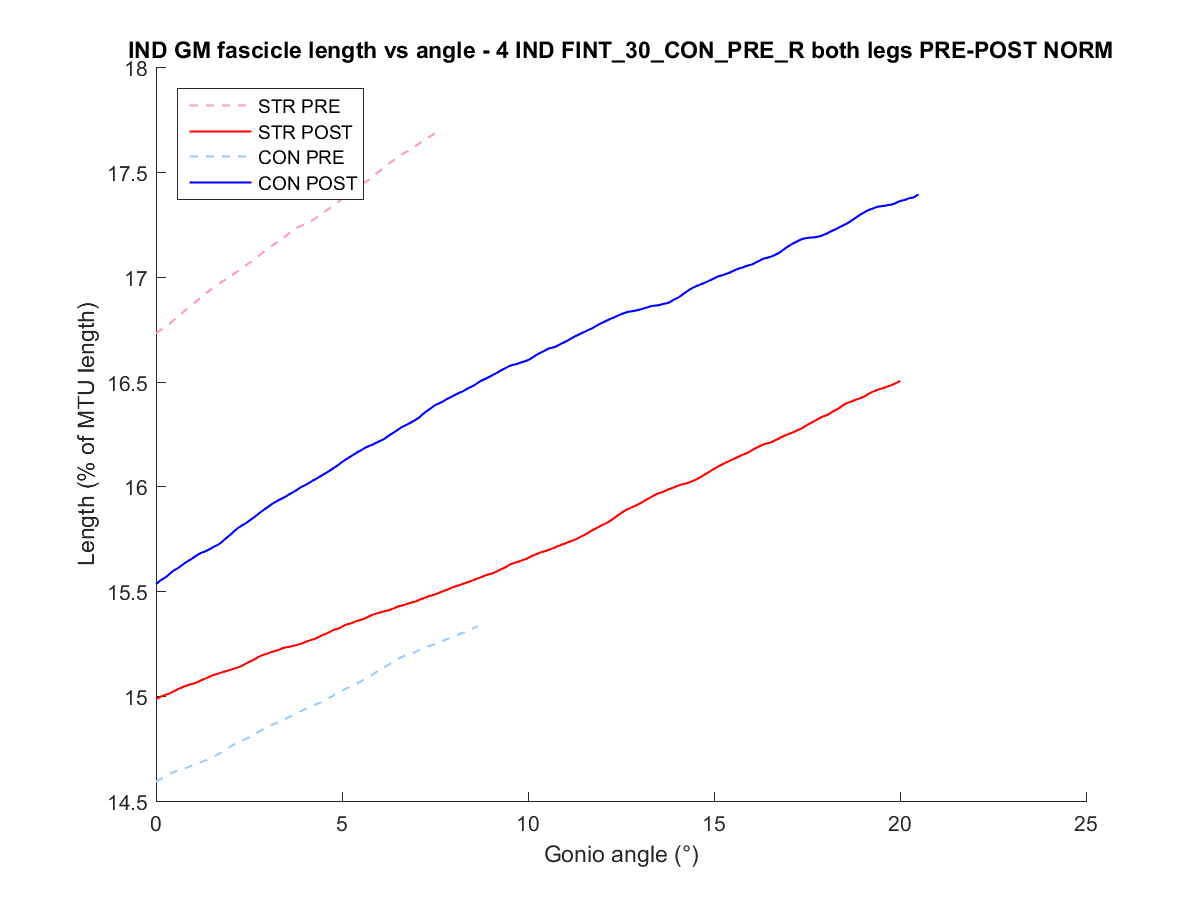 IND GM fascicle length vs angle - 4 IND FINT_30_CON_PRE_R both legs PRE-POST NORM
18
17.5
17
16.5
16
15.5
15
14.5
Length (% of MTU length)
STR PRE
STR POST
CON PRE
CON POST
0 5 10 15 20 25
Gonio angle (°)